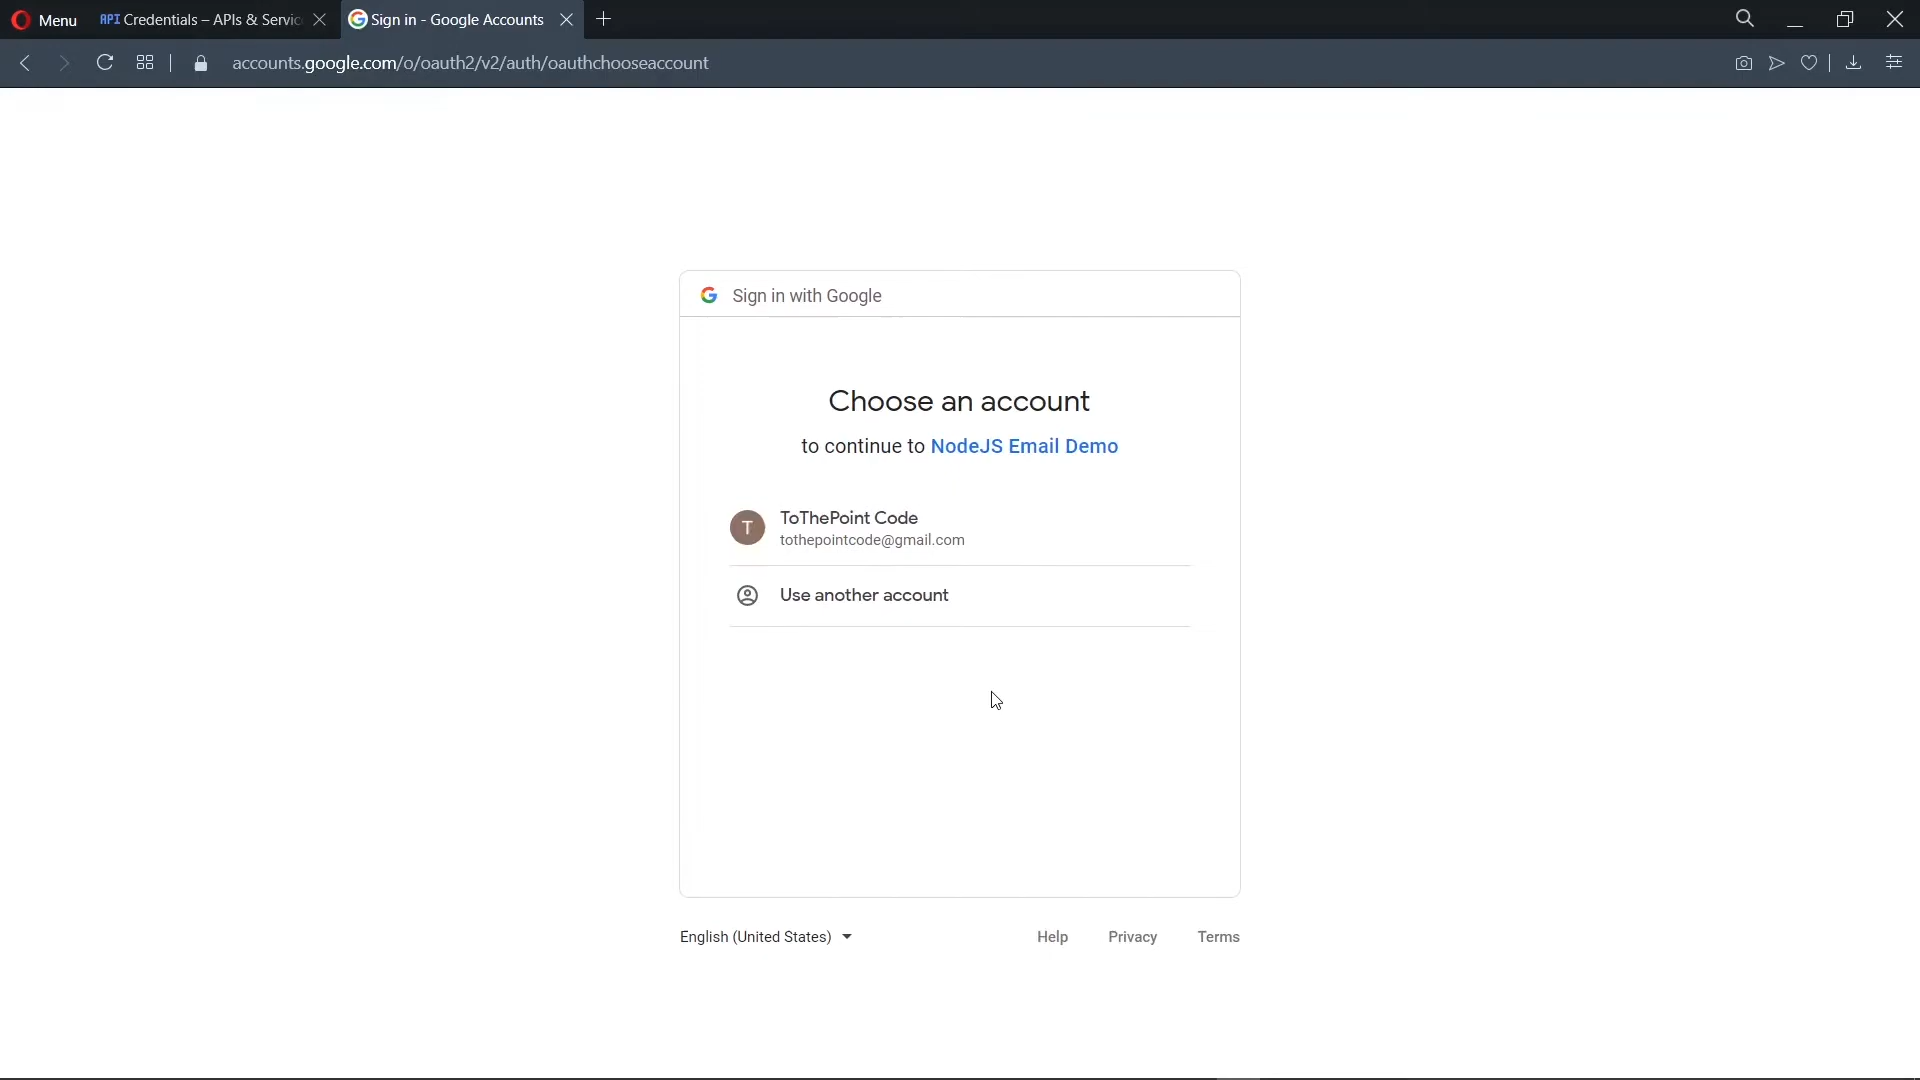 Menu
API Credentials – APIs & Servic
Sign in - Google Accounts
accounts.google.com/o/oauth2/v2/auth/oauthchooseaccount
Sign in with Google
Choose an account
to continue to NodeJS Email Demo
T
ToThePoint Code
tothepointcode@gmail.com
Use another account
English (United States)
Help
Privacy
Terms